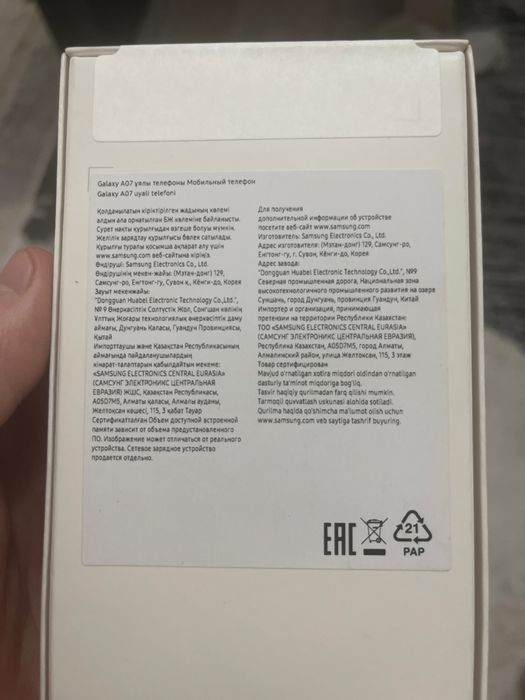 Galaxy A07 ұялы телефоны Мобильный телефон
Galaxy A07 uyali telefoni
Қолданылатын кіріктірілген жадының көлемі
алдын ала орнатылған БЖ көлеміне байланысты.
Сурет нақты құрылғыдан өзгеше болуы мүмкін.
Желілік зарядтау құрылғысы бөлек сатылады.
Құрылғы туралы қосымша ақпарат алу үшін
www.samsung.com веб-сайтына кіріңіз.
Өндіруші: Samsung Electronics Co., Ltd.
Өндірушінің мекен-жайы: (Мэтан-донг) 129,
Самсунг-ро, Енгтонг-гу, г. Сувон қ., Кёнги-до, Корея
Зауыт мекенжайы:
"Dongguan Huabei Electronic Technology Co.,Ltd.",
№ 9 Өнеркәсіптік Солтүстік Жол, Сонгшан көлінің
Ұлттық Жоғары технологиялық өнеркәсіптік даму
аймағы, Дунгуань Қаласы, Гуандун Провинциясы,
Қытай
Импорттаушы және Қазақстан Республикасының
аймағында пайдаланушылардың
кінарат-талаптарын қабылдайтын мекеме:
«SAMSUNG ELECTRONICS CENTRAL EURASIA»
(САМСУНГ ЭЛЕКТРОНИКС ЦЕНТРАЛЬНАЯ
ЕВРАЗИЯ) ЖШС, Қазақстан Республикасы,
A05D7M5, Алматы қаласы, Алмалы ауданы,
Желтоқсан көшесі, 115, 3 қабат Тауар
Сертификатталған Объем доступной встроенной
памяти зависит от объема предустановленного
ПО. Изображение может отличаться от реального
устройства. Сетевое зарядное устройство
продается отдельно.
Для получения
дополнительной информации об устройстве
посетите веб-сайт www.samsung.com
Изготовитель: Samsung Electronics Co., Ltd.
Адрес изготовителя: (Мэтан-донг) 129, Самсунг-ро,
Енгтонг-гу, г. Сувон, Кёнги-до, Корея
Адрес завода:
"Dongguan Huabei Electronic Technology Co.,Ltd.", №9
Северная промышленная дорога, Национальная зона
высокотехнологичного промышленного развития на озере
Суншань, город Дунгуань, провинция Гуандун, Китай
Импортер и организация, принимающая
претензии на территории Республики Казахстан:
ТОО «SAMSUNG ELECTRONICS CENTRAL EURASIA»
(САМСУНГ ЭЛЕКТРОНИКС ЦЕНТРАЛЬНАЯ ЕВРАЗИЯ),
Республика Казахстан, A05D7M5, город Алматы,
Алмалинский район, улица Желтоксан, 115, 3 этаж
Товар сертифицирован
Mavjud o'rnatilgan xotira miqdori oldindan o'rnatilgan
dasturiy ta'minot miqdoriga bog'liq.
Tasvir haqiqiy qurilmadan farq qilishi mumkin.
Tarmoqli quvvatlash uskunasi alohida sotiladi.
Qurilma haqida qo'shimcha ma'lumot olish uchun
www.samsung.com veb saytiga tashrif buyuring.
EAC
21
PAP